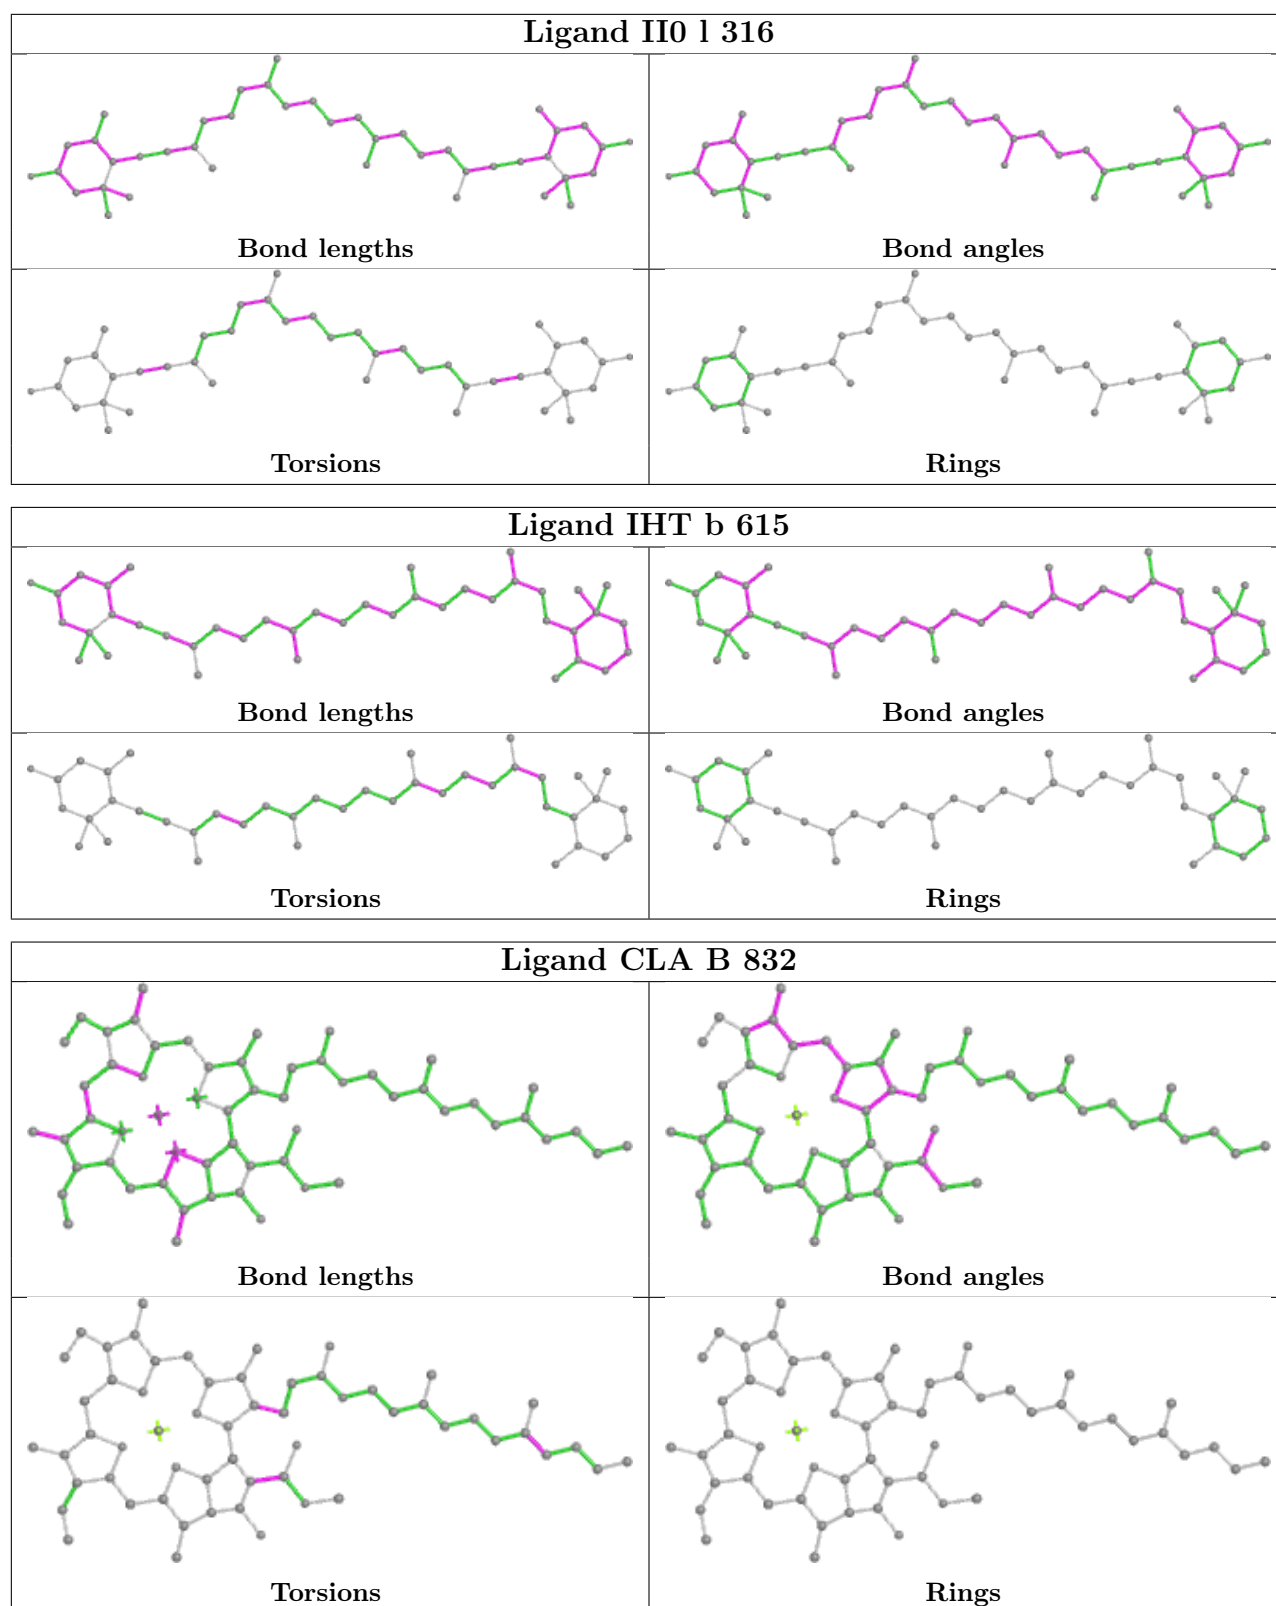 Ligand II0 l 316
Bond lengths
Bond angles
Torsions
Rings
Ligand IHT b 615
Bond lengths
Bond angles
Torsions
Rings
Ligand CLA B 832
Bond lengths
Bond angles
Torsions
Rings